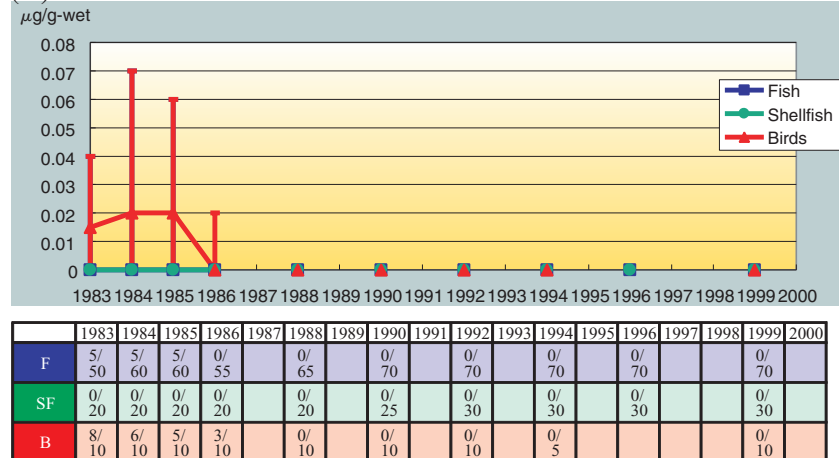 μg/g-wet
0.08
0.07
0.06
0.05
0.04
0.03
0.02
0.01
0
Fish
Shellfish
Birds
1983 1984 1985 1986 1987 1988 1989 1990 1991 1992 1993 1994 1995 1996 1997 1998 1999 2000
1983 1984 1985 1986 1987 1988 1989 1990 1991 1992 1993 1994 1995 1996 1997 1998 1999 2000
F 5/50 5/60 5/60 0/55 0/65 0/70 0/70 0/70 0/70 0/70
SF 0/20 0/20 0/20 0/20 0/20 0/25 0/30 0/30 0/30 0/30
B 8/10 6/10 5/10 3/10 0/10 0/10 0/10 0/5 0/10